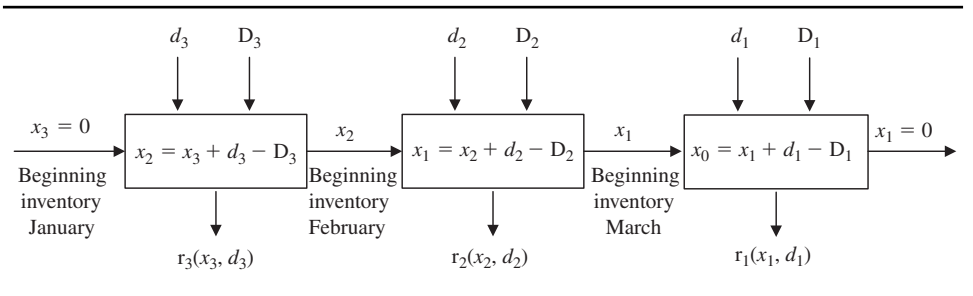 d₃ D₃ d₂ D₂ d₁ D₁
x₃ = 0 x₂ x₁ x₁ = 0
x₂ = x₃ + d₃ − D₃ x₁ = x₂ + d₂ − D₂ x₀ = x₁ + d₁ − D₁
Beginning Beginning Beginning
inventory inventory inventory
January February March
r₃(x₃, d₃) r₂(x₂, d₂) r₁(x₁, d₁)